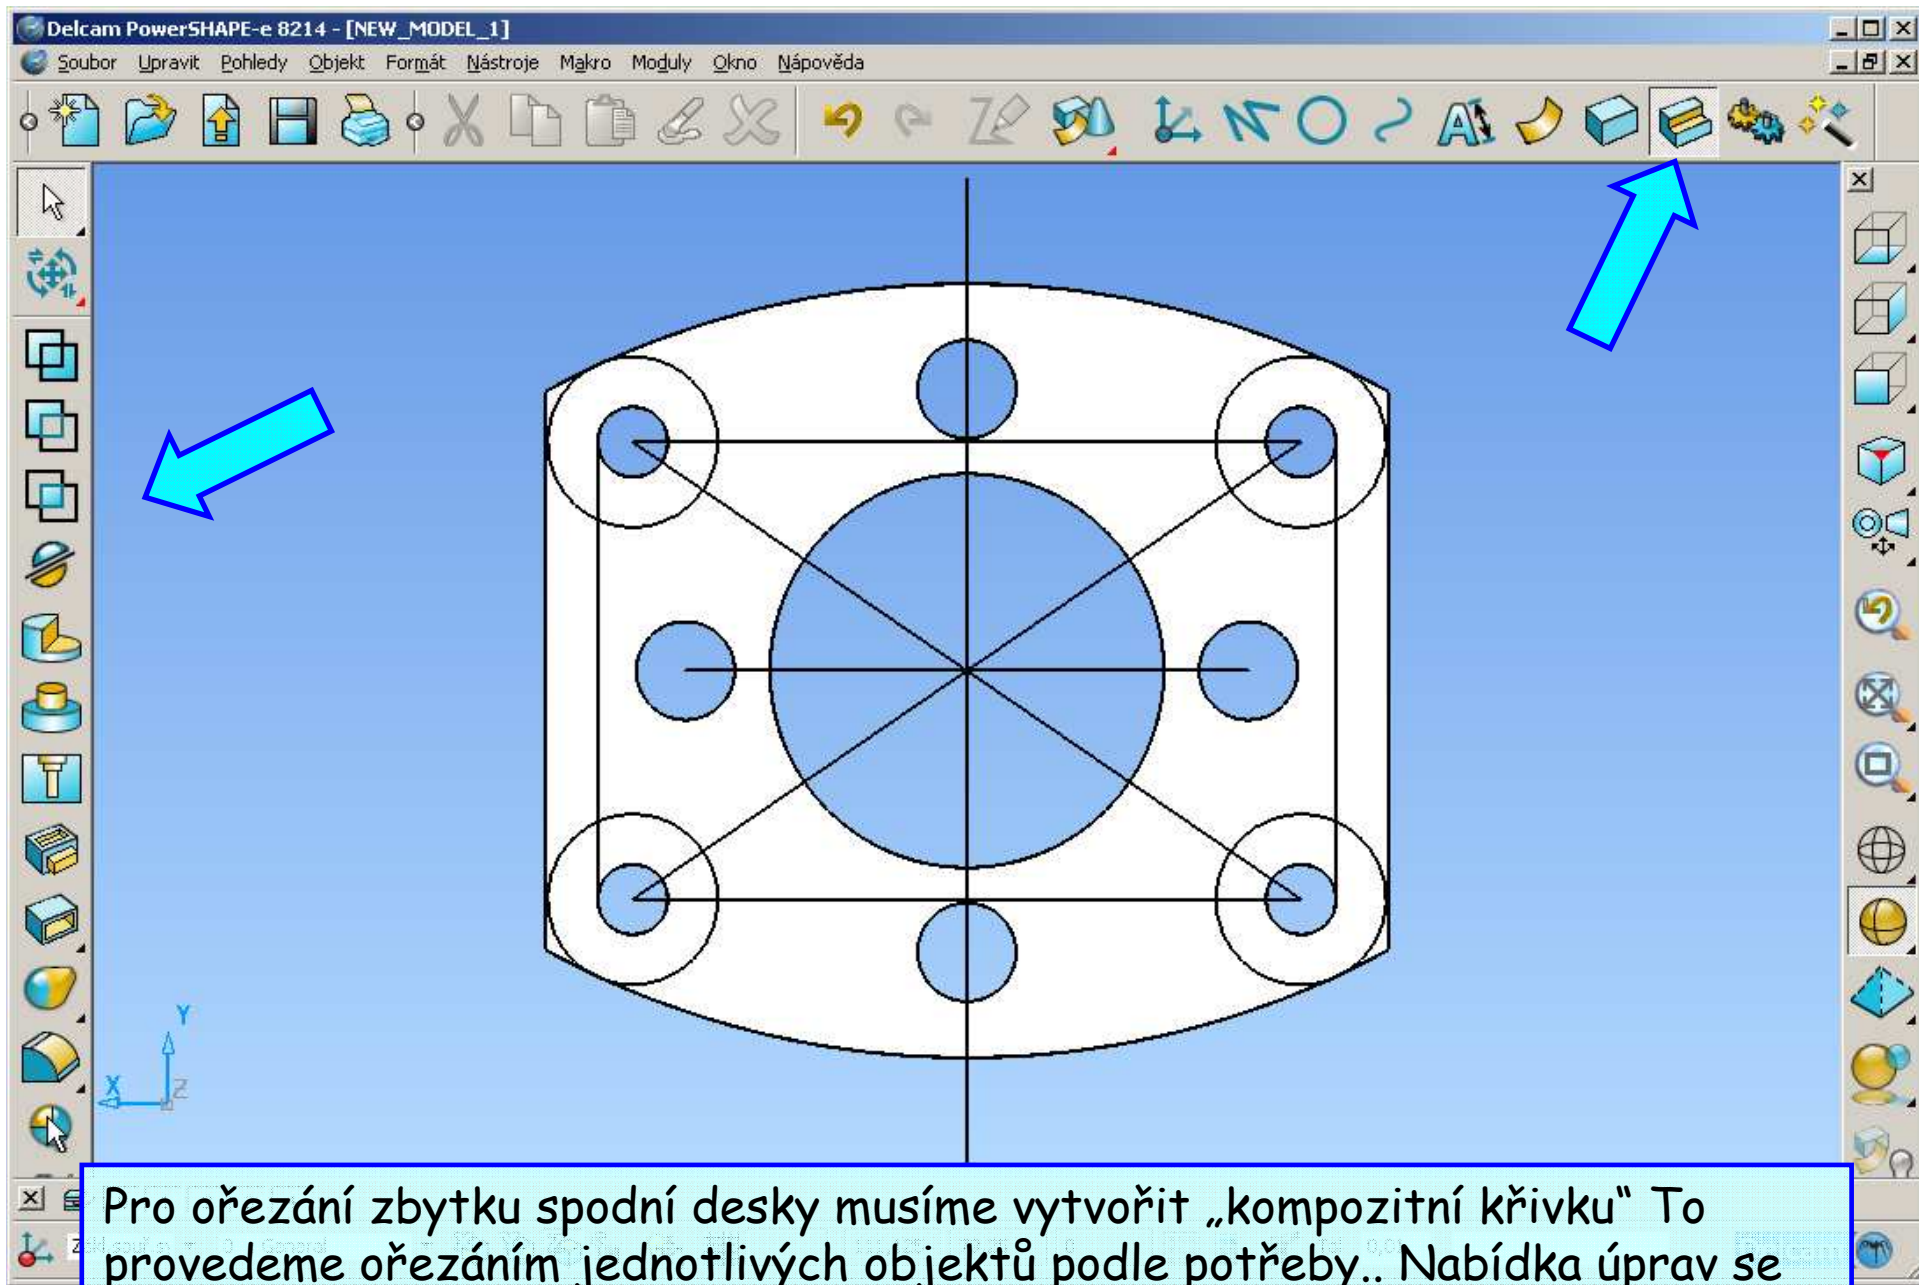 Delcam PowerSHAPE-e 8214 - [NEW_MODEL_1]
Soubor Upravit Pohledy Objekt Formát Nástroje Makro Moduly Okno Nápověda
Y
X
Z
Pro ořezání zbytku spodní desky musíme vytvořit „kompozitní křivku“ To
provedeme ořezáním jednotlivých objektů podle potřeby.. Nabídka úprav se